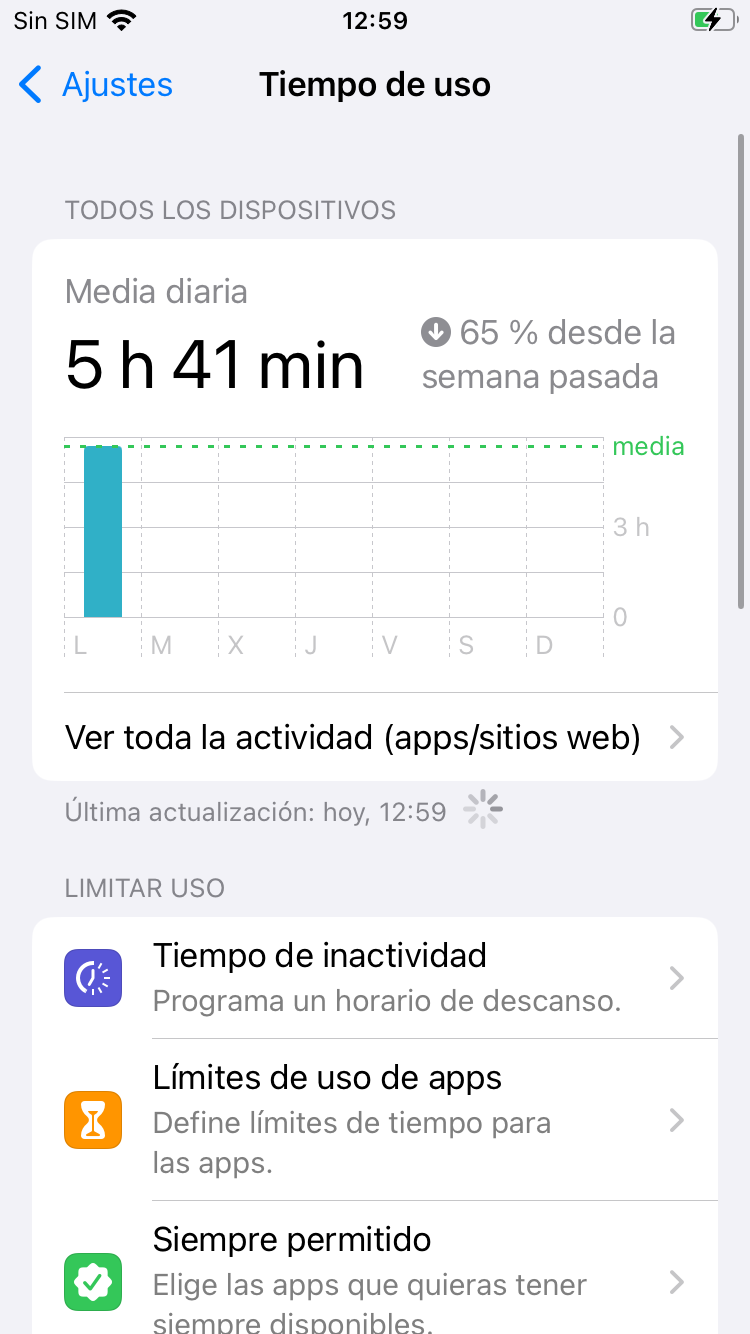 Sin SIM
12:59
Ajustes
Tiempo de uso
TODOS LOS DISPOSITIVOS
Media diaria
5 h 41 min
65 % desde la
semana pasada
media
3 h
0
L M X J V S D
Ver toda la actividad (apps/sitios web)
Última actualización: hoy, 12:59
LIMITAR USO
Tiempo de inactividad
Programa un horario de descanso.
Límites de uso de apps
Define límites de tiempo para
las apps.
Siempre permitido
Elige las apps que quieras tener
siempre disponibles.